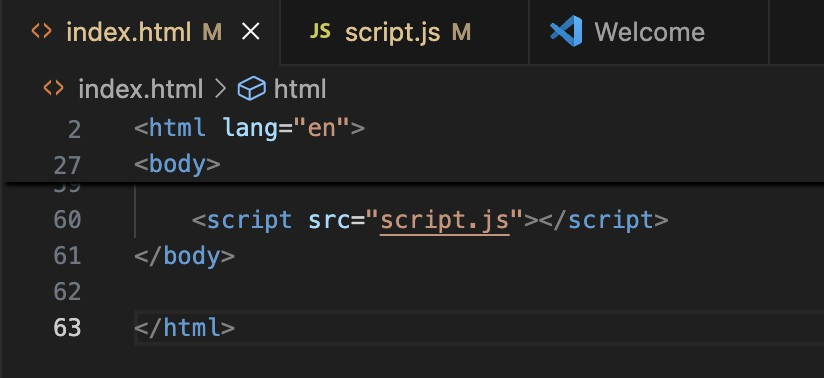 index.html M × JS script.js M Welcome
index.html > html
2 <html lang="en">
27 <body>
60 <script src="script.js"></script>
61 </body>
62
63 </html>